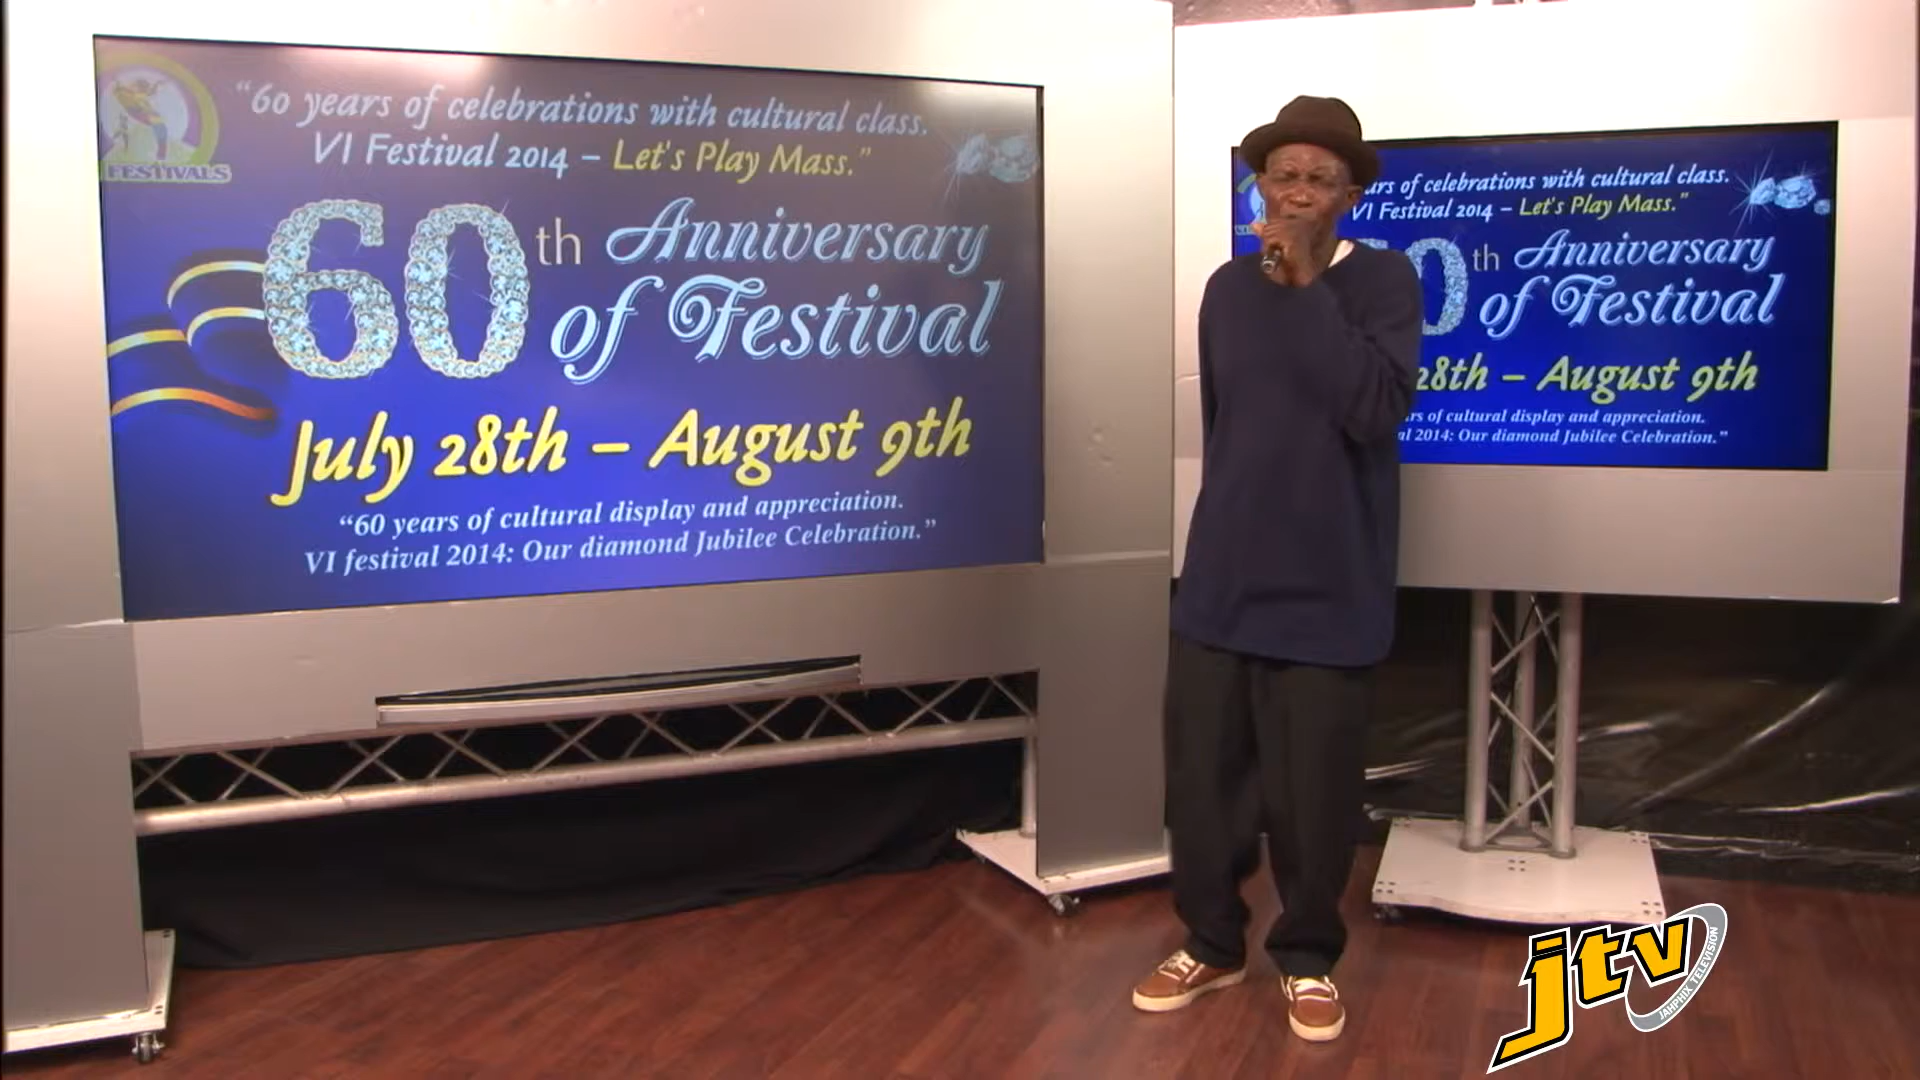 FESTIVALS
“60 years of celebrations with cultural class.
VI Festival 2014 – Let's Play Mass.”
60th Anniversary
of Festival
July 28th – August 9th
“60 years of cultural display and appreciation.
VI festival 2014: Our diamond Jubilee Celebration.”
ars of celebrations with cultural class.
VI Festival 2014 – Let's Play Mass.”
0th Anniversary
of Festival
28th – August 9th
rs of cultural display and appreciation.
al 2014: Our diamond Jubilee Celebration.”
jtv
JAHPHIX TELEVISION